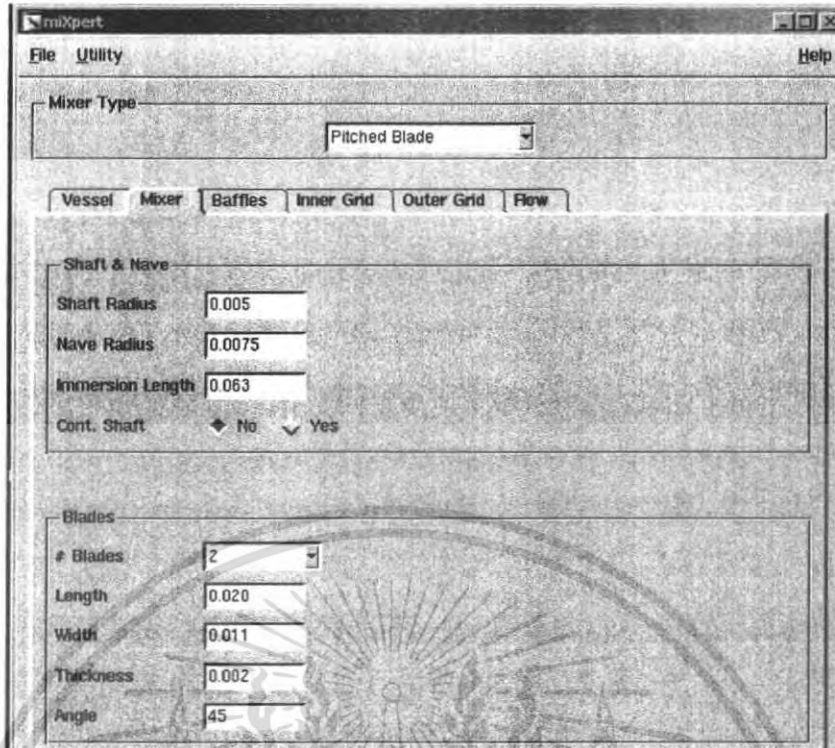 miXpert
File Utility Help
Mixer Type
Pitched Blade
Vessel Mixer Baffles Inner Grid Outer Grid Flow
Shaft & Nave
Shaft Radius 0.005
Nave Radius 0.0075
Immersion Length 0.063
Cont. Shaft No Yes
Blades
# Blades 2
Length 0.020
Width 0.011
Thickness 0.002
Angle 45